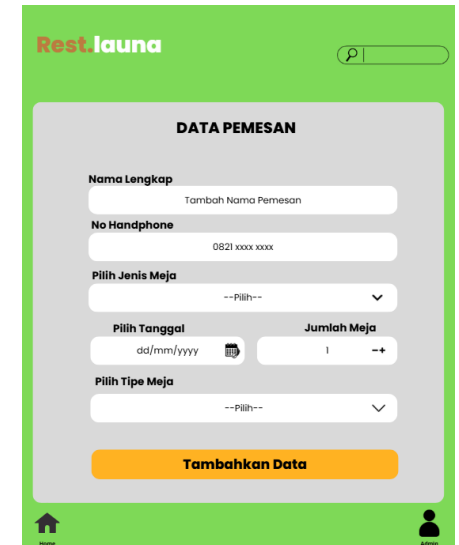 Rest.launa
DATA PEMESAN
Nama Lengkap
Tambah Nama Pemesan
No Handphone
0821 xxxx xxxx
Pilih Jenis Meja
--Pilih--
Pilih Tanggal
Jumlah Meja
dd/mm/yyyy
1 -+
Pilih Tipe Meja
--Pilih--
Tambahkan Data
Home
Admin